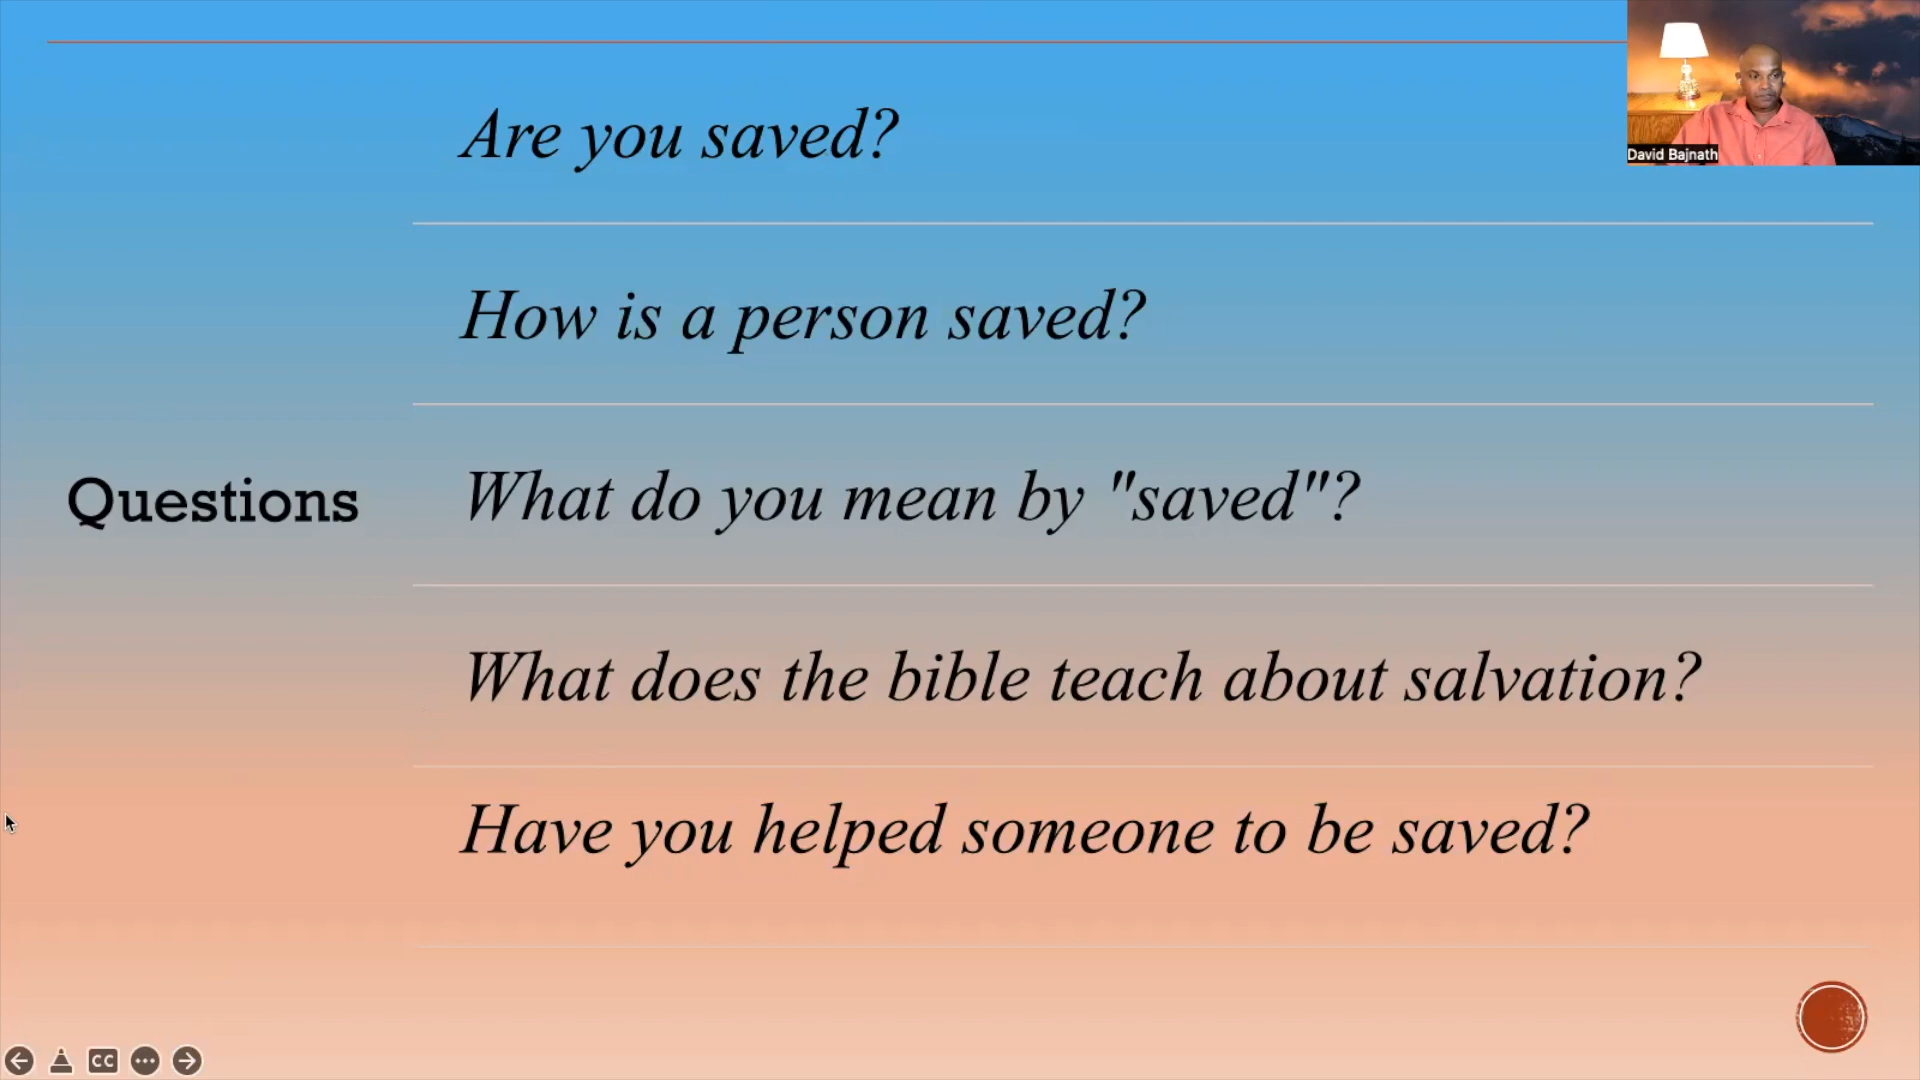 Are you saved?
David Bajnath
How is a person saved?
Questions
What do you mean by "saved"?
What does the bible teach about salvation?
Have you helped someone to be saved?
CC